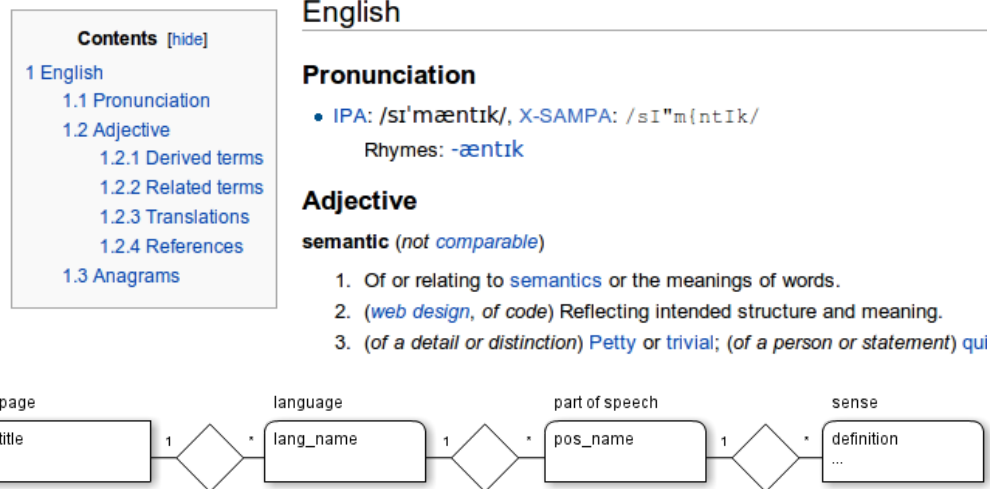 Contents [hide]
1 English
1.1 Pronunciation
1.2 Adjective
1.2.1 Derived terms
1.2.2 Related terms
1.2.3 Translations
1.2.4 References
1.3 Anagrams
English
Pronunciation
• IPA: /sɪˈmæntɪk/, X-SAMPA: /sI"m{ntIk/
Rhymes: -æntɪk
Adjective
semantic (not comparable)
1. Of or relating to semantics or the meanings of words.
2. (web design, of code) Reflecting intended structure and meaning.
3. (of a detail or distinction) Petty or trivial; (of a person or statement) qui
page language part of speech sense
title 1 * lang_name 1 * pos_name 1 * definition
...